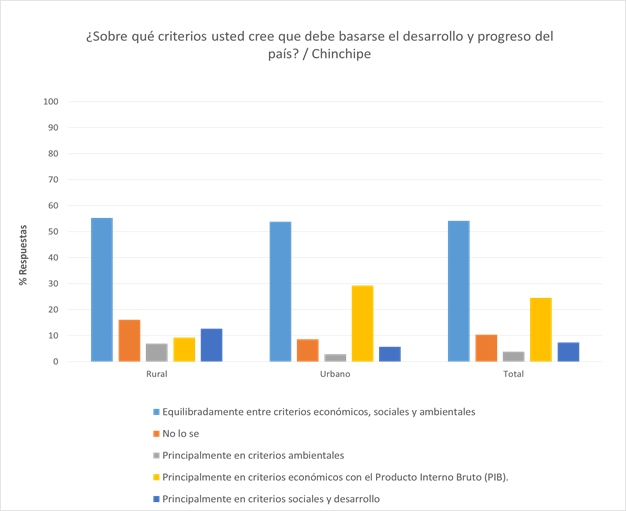 ¿Sobre qué criterios usted cree que debe basarse el desarrollo y progreso del
país? / Chinchipe
100
90
80
70
60
50
40
30
20
10
0
% Respuestas
Rural
Urbano
Total
Equilibradamente entre criterios económicos, sociales y ambientales
No lo se
Principalmente en criterios ambientales
Principalmente en criterios económicos con el Producto Interno Bruto (PIB).
Principalmente en criterios sociales y desarrollo